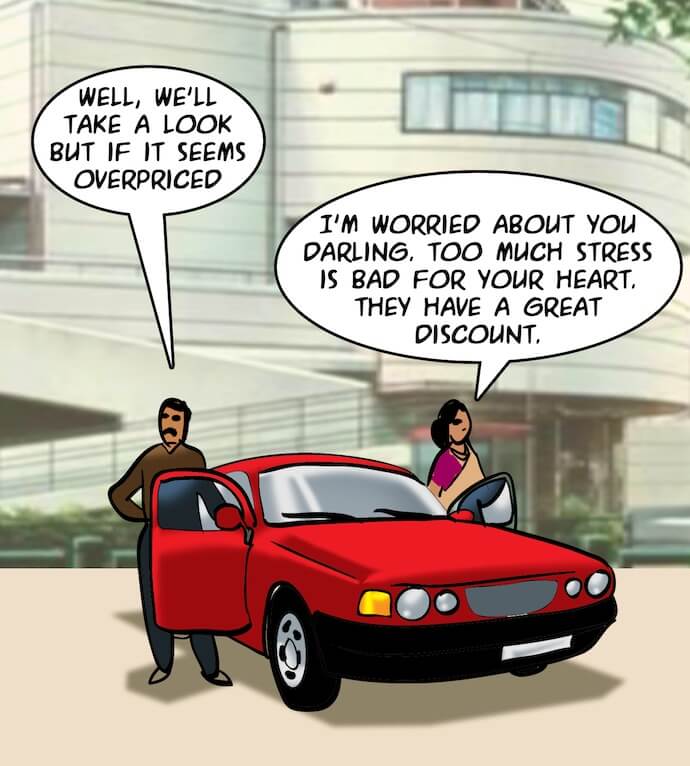 WELL, WE'LL
TAKE A LOOK
BUT IF IT SEEMS
OVERPRICED
I'M WORRIED ABOUT YOU
DARLING. TOO MUCH STRESS
IS BAD FOR YOUR HEART.
THEY HAVE A GREAT
DISCOUNT.